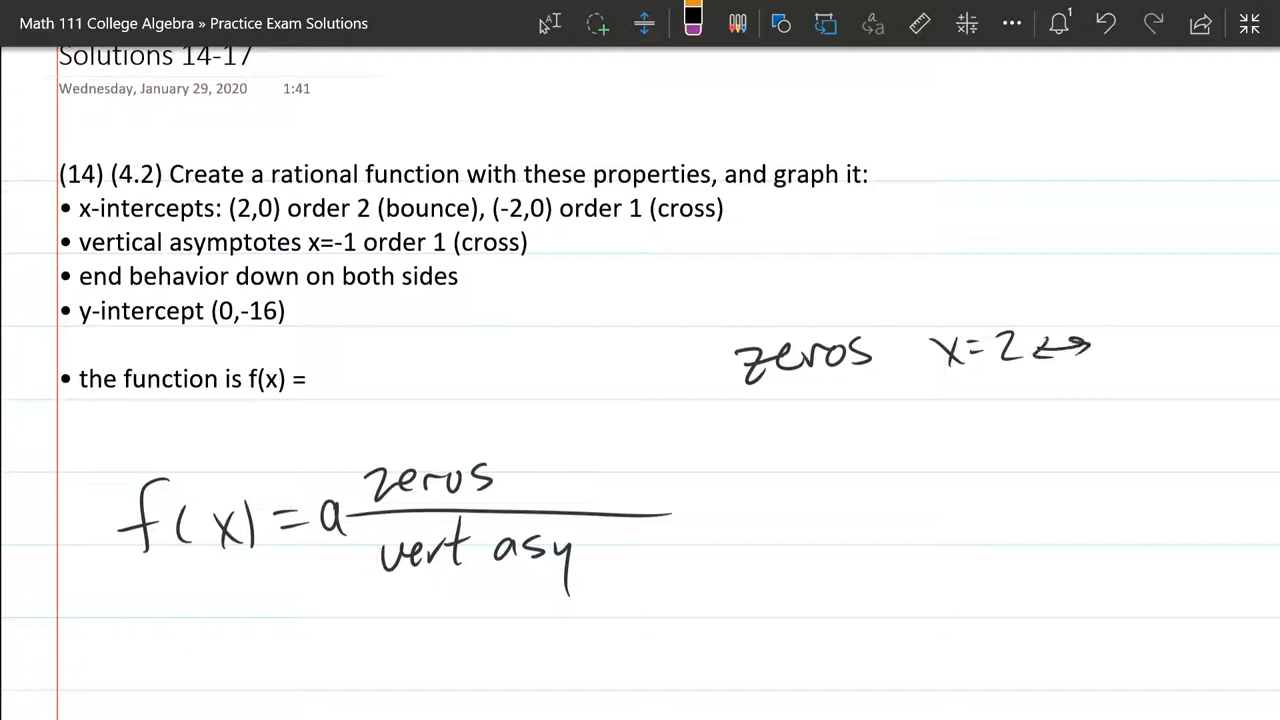 Math 111 College Algebra » Practice Exam Solutions
Solutions 14-17
Wednesday, January 29, 2020 1:41
(14) (4.2) Create a rational function with these properties, and graph it:
• x-intercepts: (2,0) order 2 (bounce), (-2,0) order 1 (cross)
• vertical asymptotes x=-1 order 1 (cross)
• end behavior down on both sides
• y-intercept (0,-16)
zeros x=2 ↔
• the function is f(x) =
f(x) = a zeros / vert asy